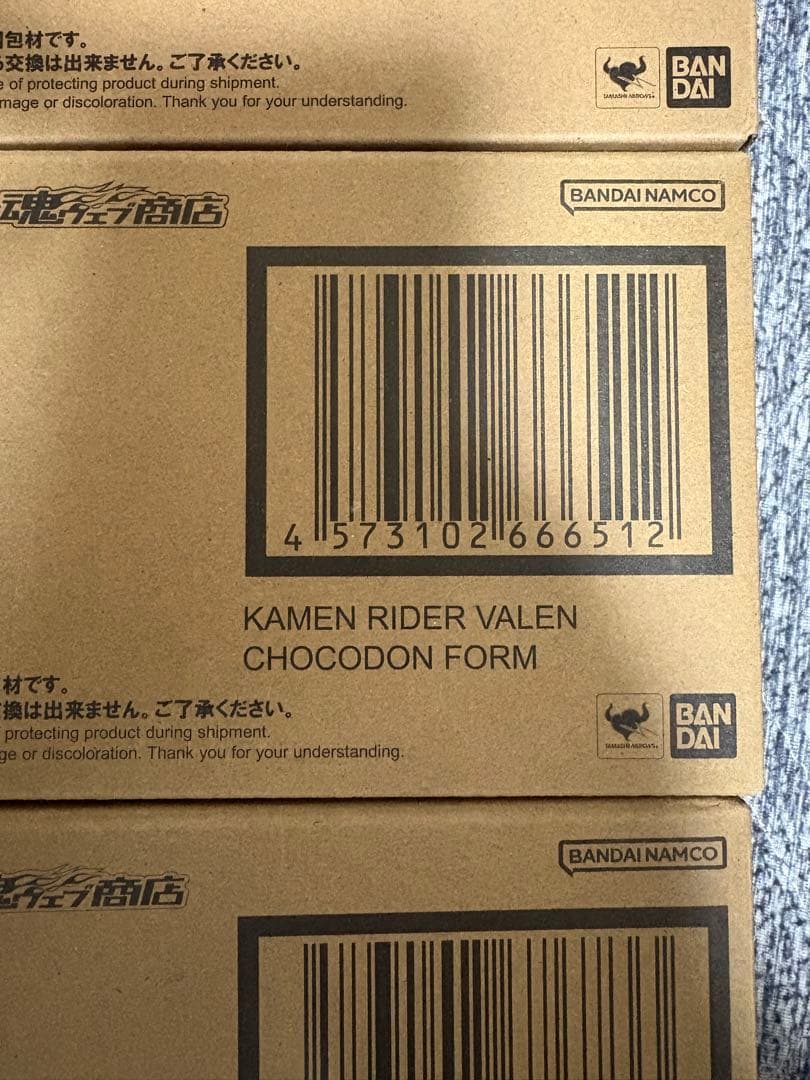 包材です。
交換は出来ません。ご了承ください。
e of protecting product during shipment.
mage or discoloration. Thank you for your understanding.
TAMASHII NATIONS
BAN
DAI
魂ウェブ商店
BANDAI NAMCO
4 573102 666512
KAMEN RIDER VALEN
CHOCODON FORM
材です。
換は出来ません。ご了承ください。
protecting product during shipment.
ge or discoloration. Thank you for your understanding.
TAMASHII NATIONS
BAN
DAI
魂ウェブ商店
BANDAI NAMCO